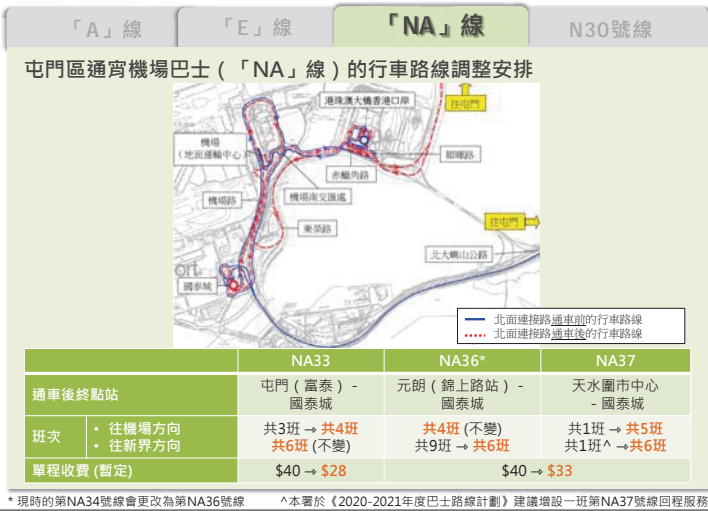 「A」線
「E」線
「NA」線
N30號線
屯門區通宵機場巴士(「NA」線)的行車路線調整安排
港珠澳大橋香港口岸
往屯門
機場
(地面運輸中心)
順暉路
赤鱲角路
機場路
機場南交匯處
東榮路
往屯門
北大嶼山公路
國泰城
北面連接路通車前的行車路線
北面連接路通車後的行車路線
NA33 NA36* NA37
通車後終點站
屯門(富泰)-
國泰城
元朗(錦上路站)-
國泰城
天水圍市中心
- 國泰城
班次
• 往機場方向
• 往新界方向
共3班 → 共4班
共6班 (不變)
共4班 (不變)
共9班 → 共6班
共1班 → 共5班
共1班^ →共6班
單程收費 (暫定)
$40 → $28
$40 → $33
* 現時的第NA34號線會更改為第NA36號線
^本署於《2020-2021年度巴士路線計劃》建議增設一班第NA37號線回程服務